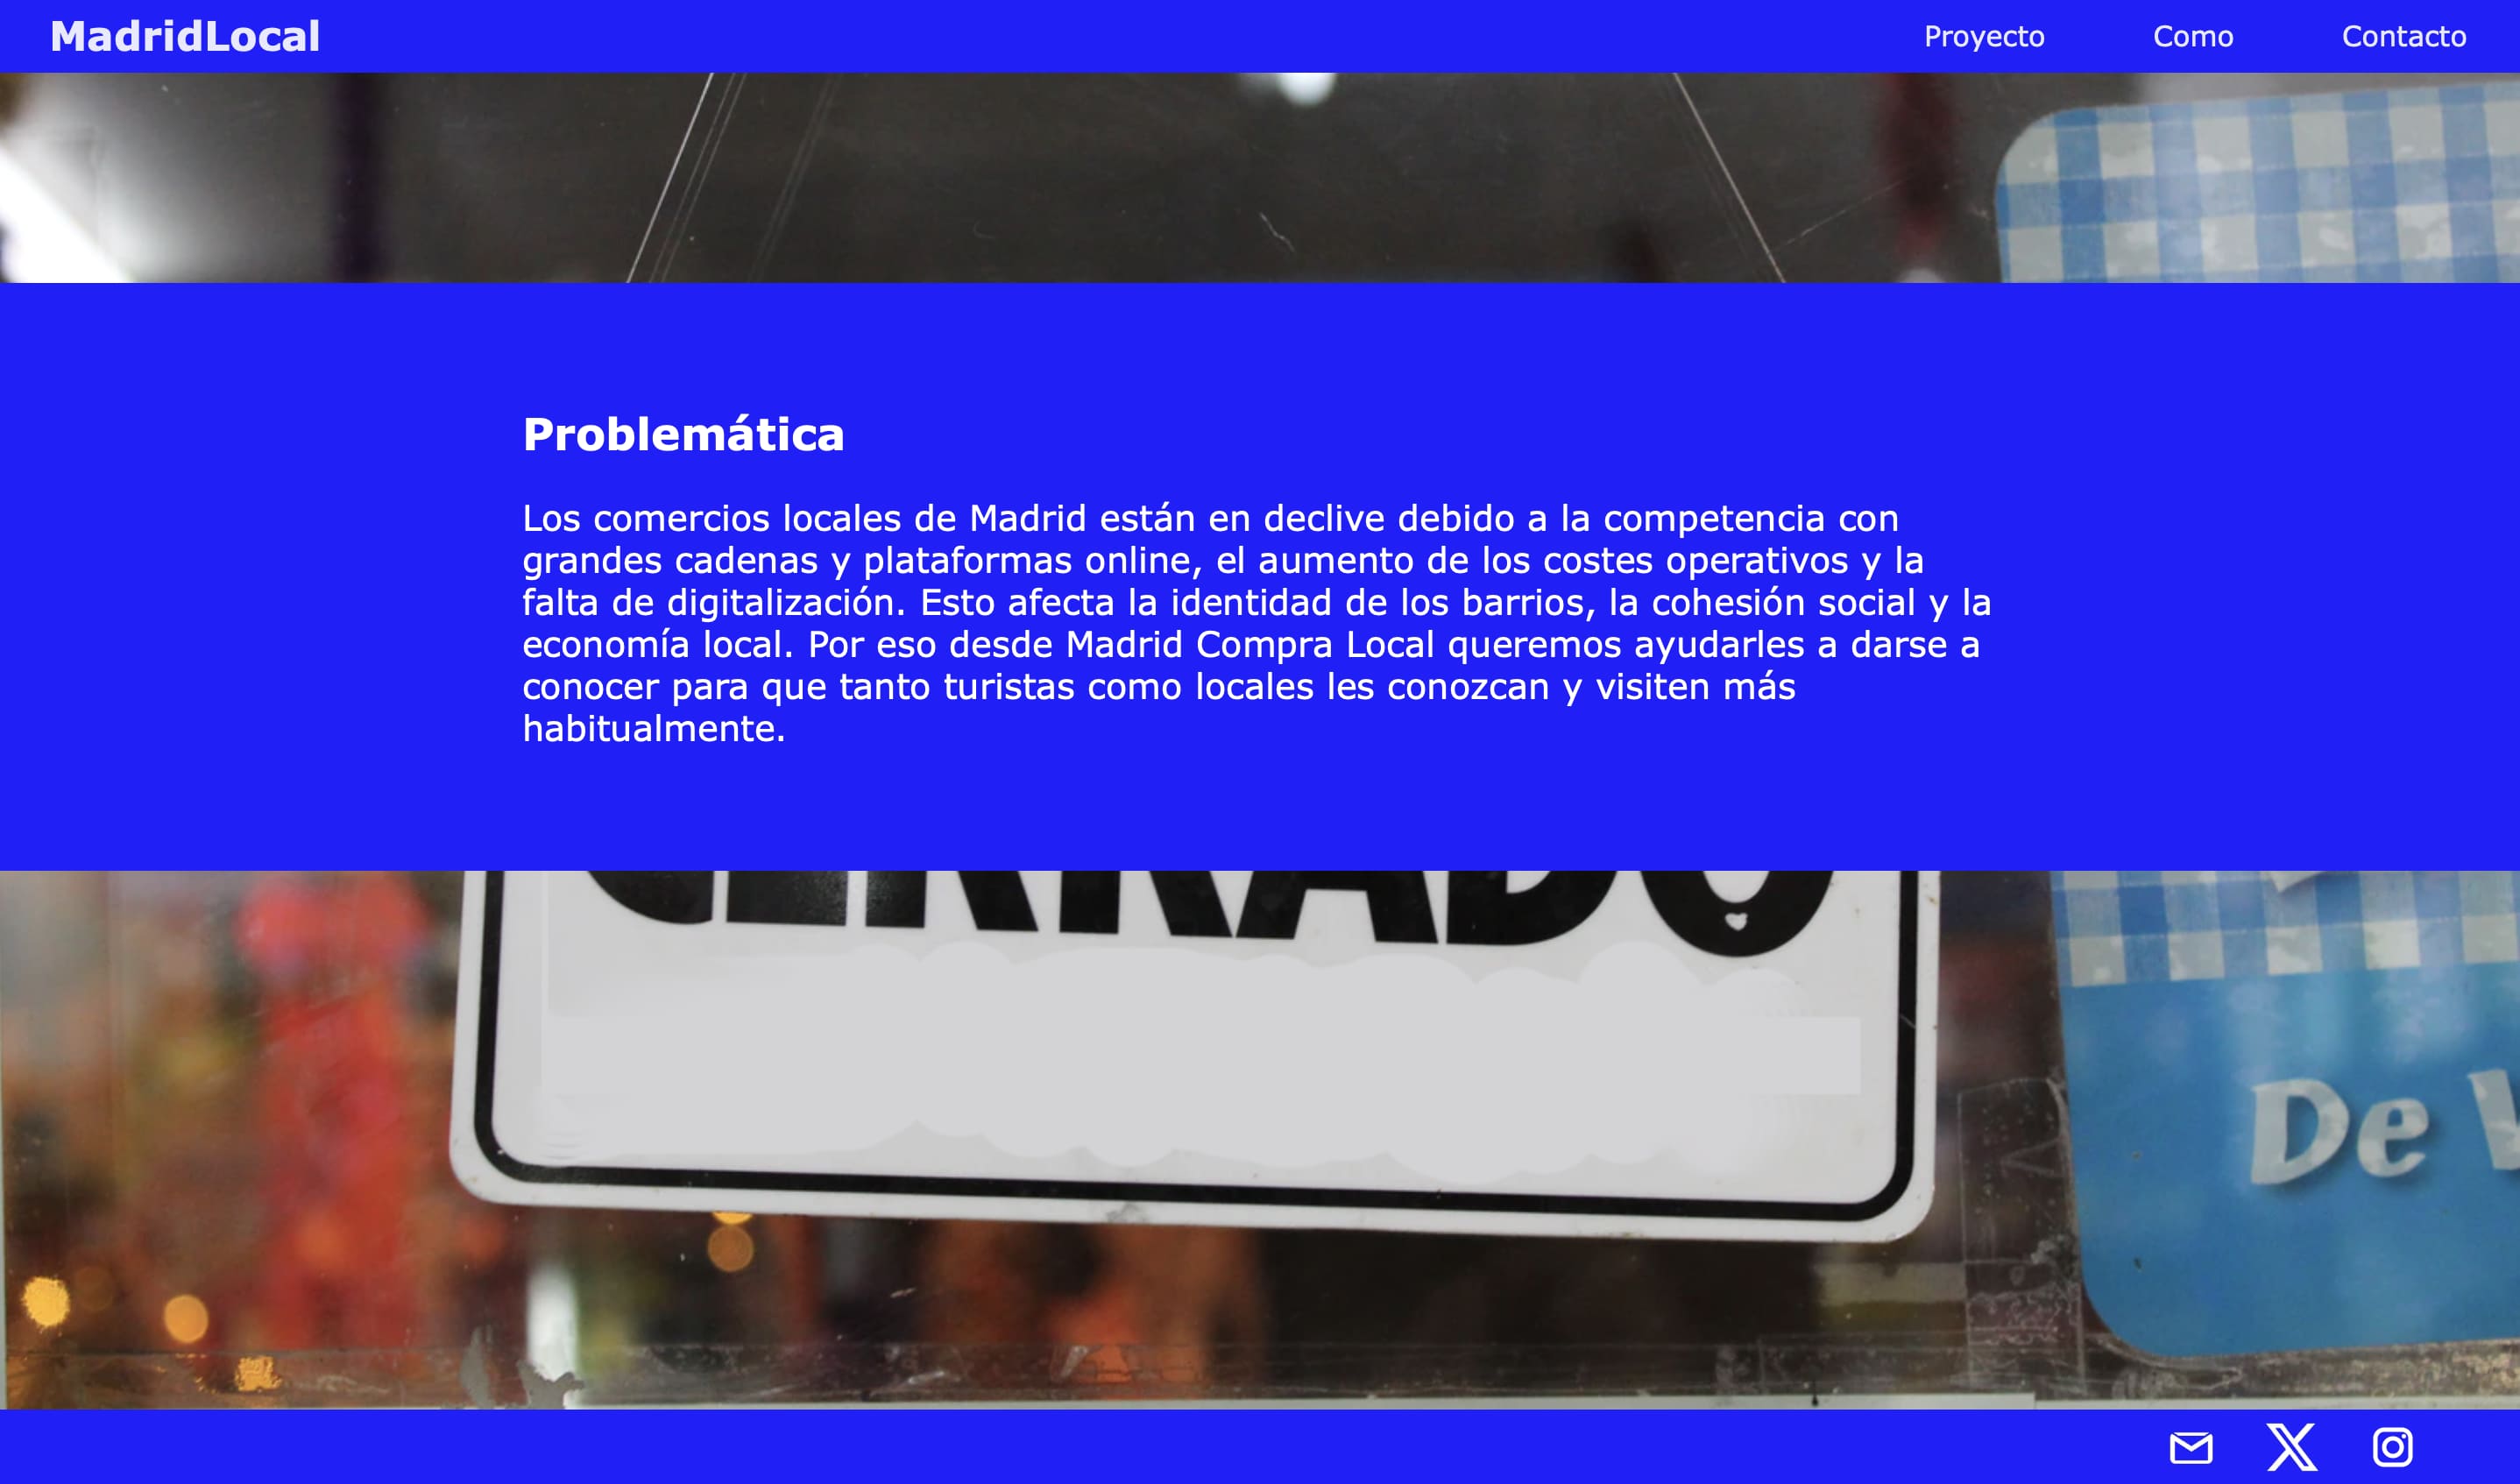 MadridLocal
Proyecto
Como
Contacto
Problemática
Los comercios locales de Madrid están en declive debido a la competencia con
grandes cadenas y plataformas online, el aumento de los costes operativos y la
falta de digitalización. Esto afecta la identidad de los barrios, la cohesión social y la
economía local. Por eso desde Madrid Compra Local queremos ayudarles a darse a
conocer para que tanto turistas como locales les conozcan y visiten más
habitualmente.
CERRADO
De V